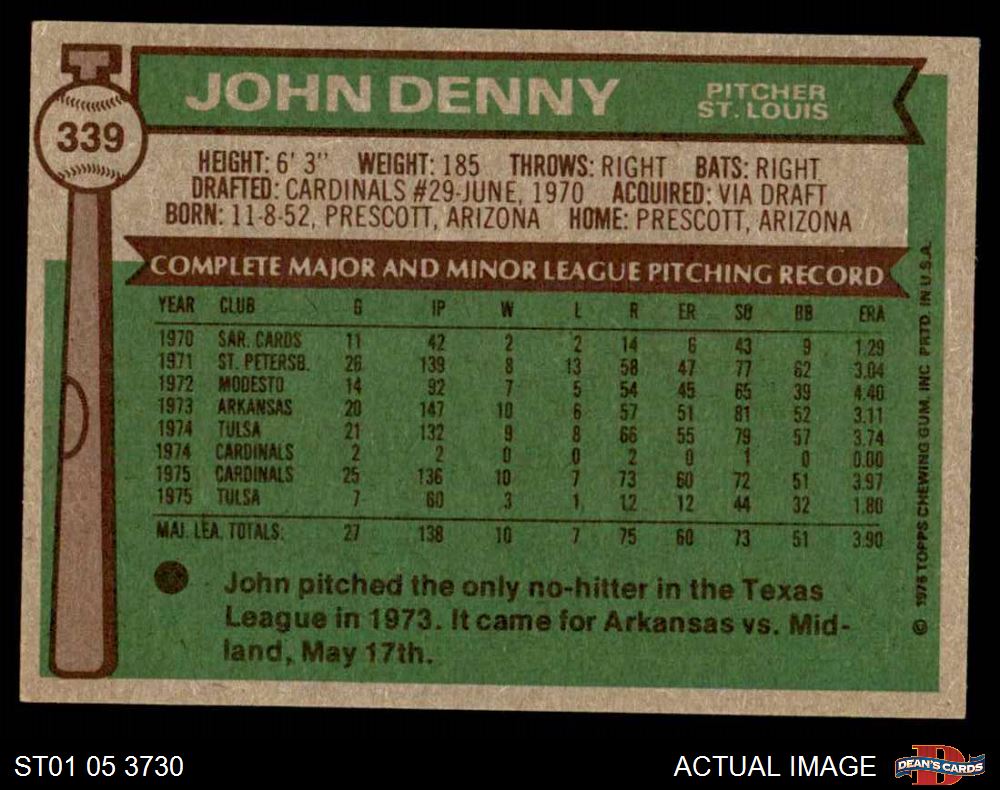 JOHN DENNY
PITCHER
ST. LOUIS
339
HEIGHT: 6' 3" WEIGHT: 185 THROWS: RIGHT BATS: RIGHT
DRAFTED: CARDINALS #29-JUNE, 1970 ACQUIRED: VIA DRAFT
BORN: 11-8-52, PRESCOTT, ARIZONA HOME: PRESCOTT, ARIZONA
COMPLETE MAJOR AND MINOR LEAGUE PITCHING RECORD
YEAR CLUB G IP W L R ER SO BB ERA
1970 SAR. CARDS 11 42 2 2 14 6 43 9 1.29
1971 ST. PETERSB. 26 139 8 13 58 47 77 62 3.04
1972 MODESTO 14 92 7 5 54 45 65 39 4.40
1973 ARKANSAS 20 147 10 6 57 51 81 52 3.11
1974 TULSA 21 132 9 8 66 55 79 57 3.74
1974 CARDINALS 2 2 0 0 2 0 1 0 0.00
1975 CARDINALS 25 136 10 7 73 60 72 51 3.97
1975 TULSA 7 60 3 1 12 12 44 32 1.80
MAJ. LEA. TOTALS: 27 138 10 7 75 60 73 51 3.90
John pitched the only no-hitter in the Texas
League in 1973. It came for Arkansas vs. Mid-
land, May 17th.
© 1976 TOPPS CHEWING GUM, INC PRTD. IN U.S.A.
ST01 05 3730
ACTUAL IMAGE
D
DEAN'S CARDS